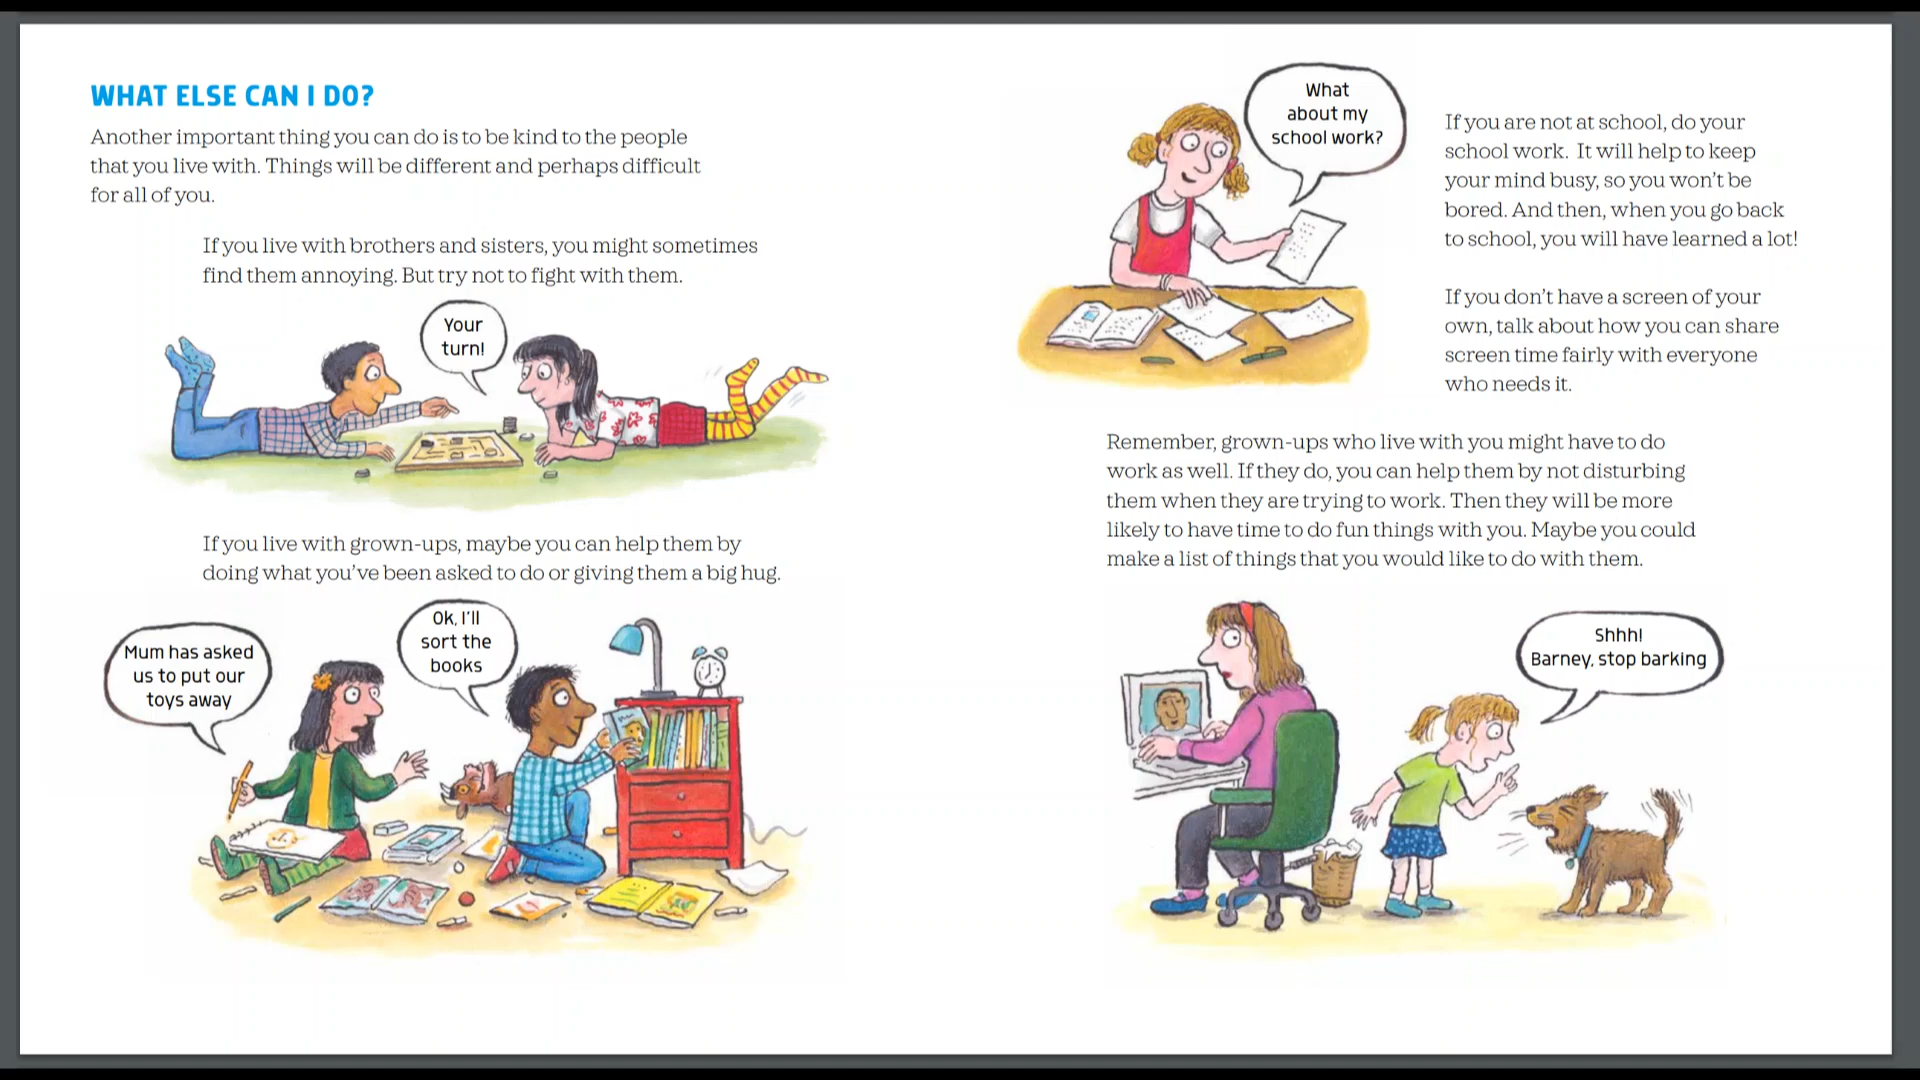 WHAT ELSE CAN I DO?
Another important thing you can do is to be kind to the people
that you live with. Things will be different and perhaps difficult
for all of you.
If you live with brothers and sisters, you might sometimes
find them annoying. But try not to fight with them.
Your
turn!
If you live with grown-ups, maybe you can help them by
doing what you’ve been asked to do or giving them a big hug.
Mum has asked
us to put our
toys away
Ok, I’ll
sort the
books
What
about my
school work?
If you are not at school, do your
school work. It will help to keep
your mind busy, so you won’t be
bored. And then, when you go back
to school, you will have learned a lot!
If you don’t have a screen of your
own, talk about how you can share
screen time fairly with everyone
who needs it.
Remember, grown-ups who live with you might have to do
work as well. If they do, you can help them by not disturbing
them when they are trying to work. Then they will be more
likely to have time to do fun things with you. Maybe you could
make a list of things that you would like to do with them.
Shhh!
Barney, stop barking